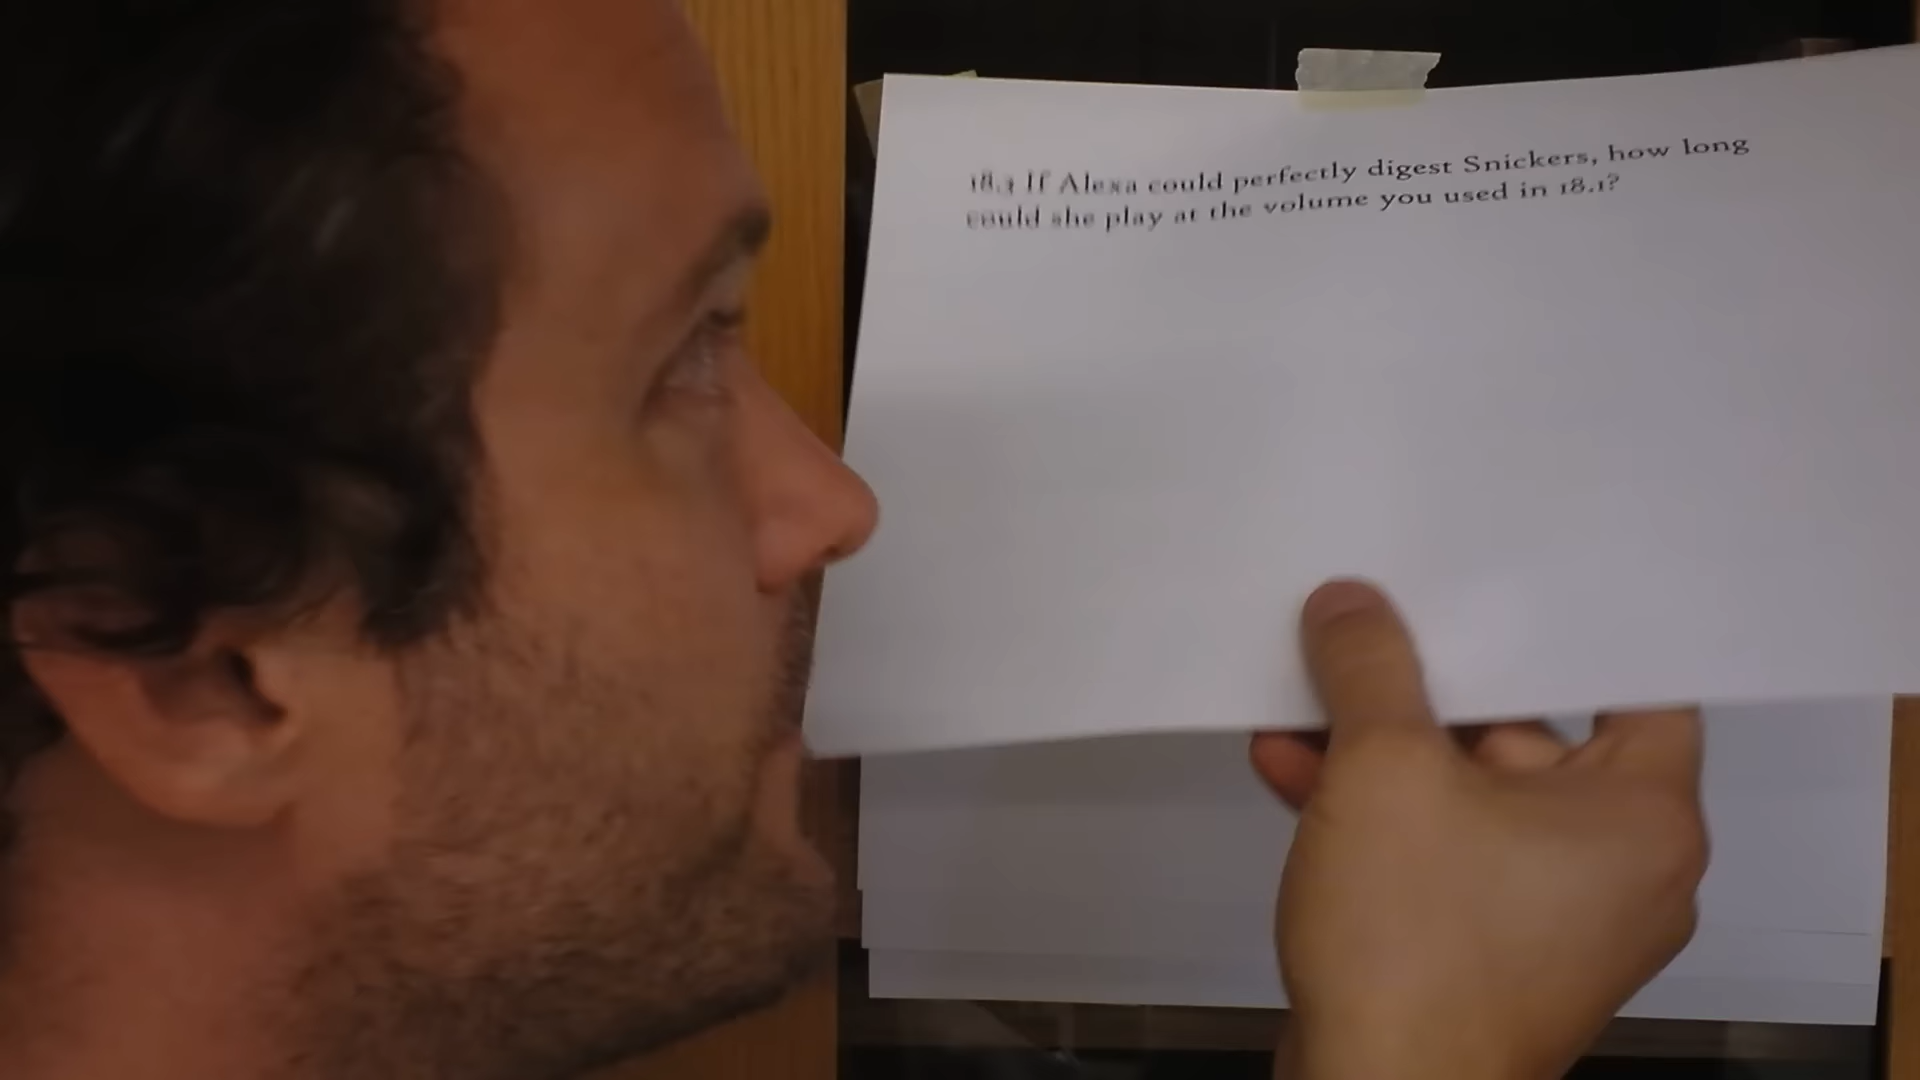 18.3 If Alexa could perfectly digest Snickers, how long
could she play at the volume you used in 18.1?